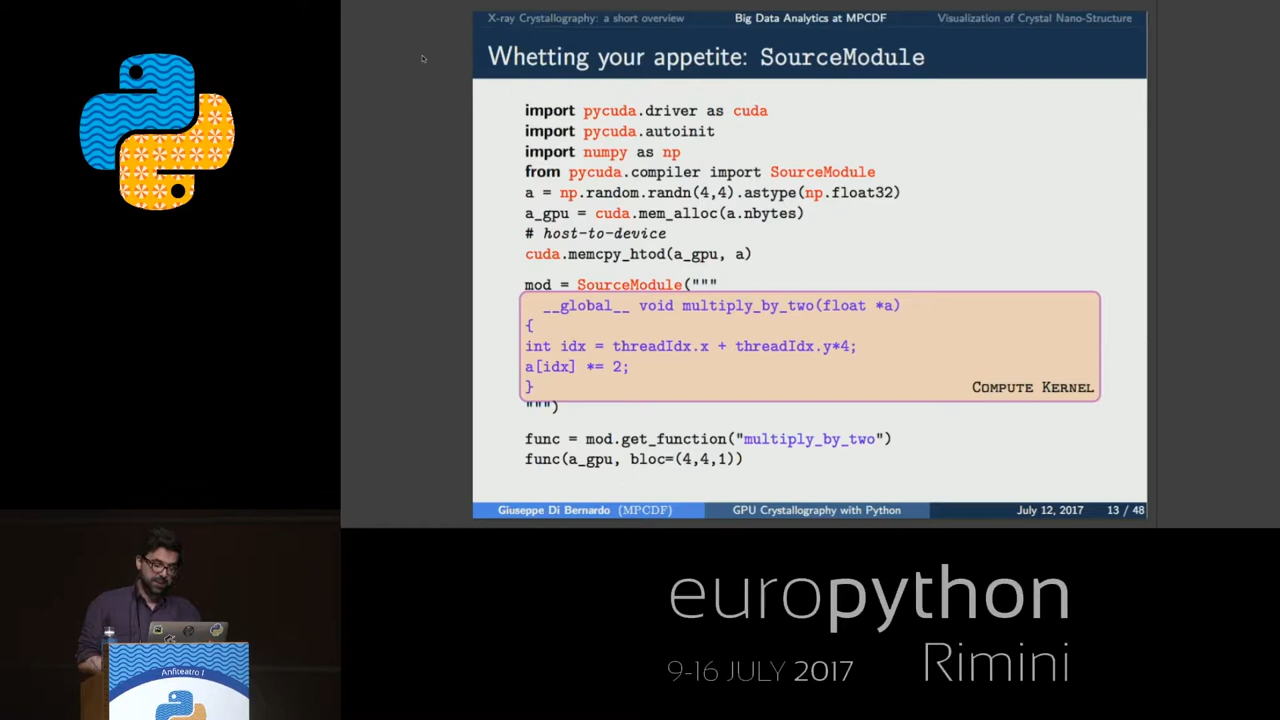 X-ray Crystallography: a short overview
Big Data Analytics at MPCDF
Visualization of Crystal Nano-Structure
Whetting your appetite: SourceModule
import pycuda.driver as cuda
import pycuda.autoinit
import numpy as np
from pycuda.compiler import SourceModule
a = np.random.randn(4,4).astype(np.float32)
a_gpu = cuda.mem_alloc(a.nbytes)
# host-to-device
cuda.memcpy_htod(a_gpu, a)
mod = SourceModule("""
__global__ void multiply_by_two(float *a)
{
int idx = threadIdx.x + threadIdx.y*4;
a[idx] *= 2;
}
COMPUTE KERNEL
""")
func = mod.get_function("multiply_by_two")
func(a_gpu, bloc=(4,4,1))
Giuseppe Di Bernardo (MPCDF)
GPU Crystallography with Python
July 12, 2017
13 / 48
Anfiteatro 1
europython
9-16 JULY 2017
Rimini